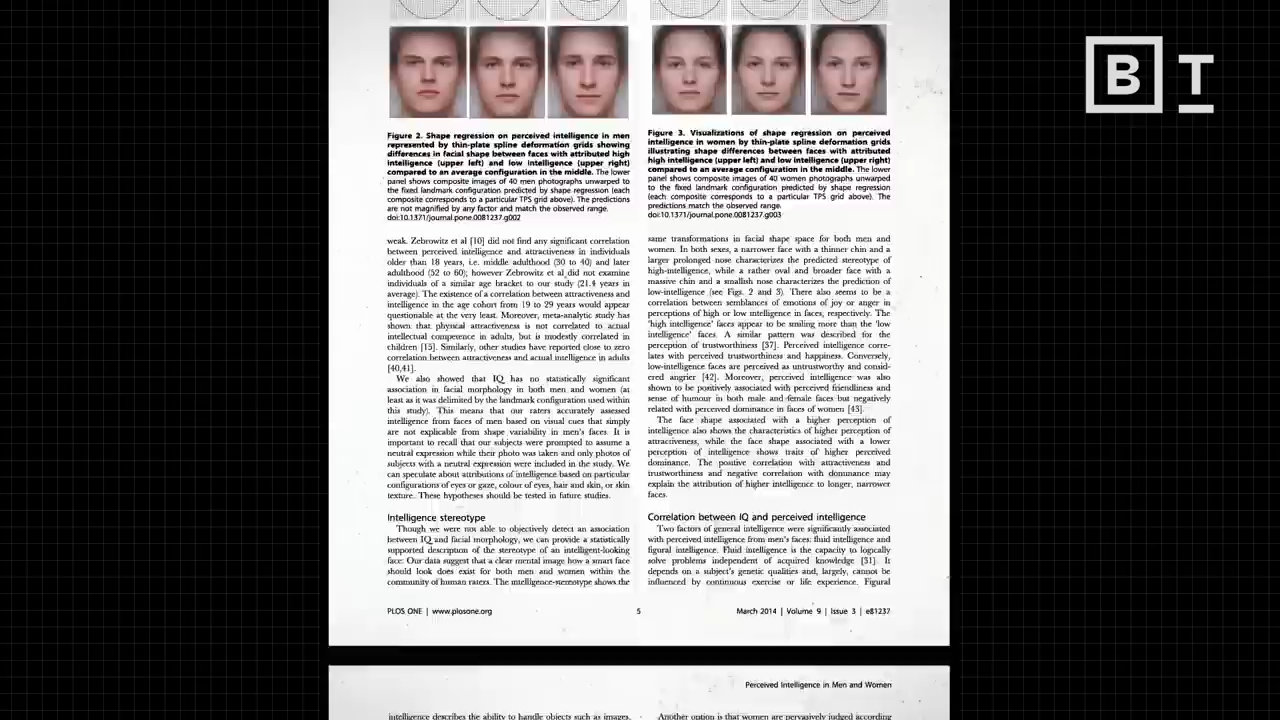 B T
Figure 2. Shape regression on perceived intelligence in men
represented by thin-plate spline deformation grids showing
differences in facial shape between faces with attributed high
intelligence (upper left) and low intelligence (upper right)
compared to an average configuration in the middle. The lower
panel shows composite images of 40 men photographs unwarped to
the fixed landmark configuration predicted by shape regression (each
composite corresponds to a particular TPS grid above). The predictions
are not magnified by any factor and match the observed range.
doi:10.1371/journal.pone.0081237.g002
weak. Zebrowitz et al [10] did not find any significant correlation
between perceived intelligence and attractiveness in individuals
older than 18 years, i.e. middle adulthood (30 to 40) and later
adulthood (52 to 60); however Zebrowitz et al did not examine
individuals of a similar age bracket to our study (21.4 years in
average). The existence of a correlation between attractiveness and
intelligence in the age cohort from 19 to 29 years would appear
questionable at the very least. Moreover, meta-analytic study has
shown that physical attractiveness is not correlated to actual
intellectual competence in adults, but is modestly correlated in
children [15]. Similarly, other studies have reported close to zero
correlation between attractiveness and actual intelligence in adults
[40,41].
We also showed that IQ has no statistically significant
association in facial morphology in both men and women (at
least as it was delimited by the landmark configuration used within
this study). This means that our raters accurately assessed
intelligence from faces of men based on visual cues that simply
are not explicable from shape variability in men's faces. It is
important to recall that our subjects were prompted to assume a
neutral expression while their photo was taken and only photos of
subjects with a neutral expression were included in the study. We
can speculate about attributions of intelligence based on particular
configurations of eyes or gaze, colour of eyes, hair and skin, or skin
texture. These hypotheses should be tested in future studies.
Intelligence stereotype
Though we were not able to objectively detect an association
between IQ and facial morphology, we can provide a statistically
supported description of the stereotype of an intelligent-looking
face. Our data suggest that a clear mental image how a smart face
should look does exist for both men and women within the
community of human raters. The intelligence-stereotype shows the
Figure 3. Visualizations of shape regression on perceived
intelligence in women by thin-plate spline deformation grids
illustrating shape differences between faces with attributed
high intelligence (upper left) and low intelligence (upper right)
compared to an average configuration in the middle. The lower
panel shows composite images of 40 women photographs unwarped
to the fixed landmark configuration predicted by shape regression
(each composite corresponds to a particular TPS grid above). The
predictions match the observed range.
doi:10.1371/journal.pone.0081237.g003
same transformations in facial shape space for both men and
women. In both sexes, a narrower face with a thinner chin and a
larger prolonged nose characterizes the predicted stereotype of
high-intelligence, while a rather oval and broader face with a
massive chin and a smallish nose characterizes the prediction of
low-intelligence (see Figs. 2 and 3). There also seems to be a
correlation between semblances of emotions of joy or anger in
perceptions of high or low intelligence in faces, respectively. The
'high intelligence' faces appear to be smiling more than the 'low
intelligence' faces. A similar pattern was described for the
perception of trustworthiness [37]. Perceived intelligence corre-
lates with perceived trustworthiness and happiness. Conversely,
low-intelligence faces are perceived as untrustworthy and consid-
ered angrier [42]. Moreover, perceived intelligence was also
shown to be positively associated with perceived friendliness and
sense of humour in both male and female faces but negatively
related with perceived dominance in faces of women [43].
The face shape associated with a higher perception of
intelligence also shows the characteristics of higher perception of
attractiveness, while the face shape associated with a lower
perception of intelligence shows traits of higher perceived
dominance. The positive correlation with attractiveness and
trustworthiness and negative correlation with dominance may
explain the attribution of higher intelligence to longer, narrower
faces.
Correlation between IQ and perceived intelligence
Two factors of general intelligence were significantly associated
with perceived intelligence from men's faces: fluid intelligence and
figural intelligence. Fluid intelligence is the capacity to logically
solve problems independent of acquired knowledge [31]. It
depends on a subject's genetic qualities and, largely, cannot be
influenced by continuous exercise or life experience. Figural
PLOS ONE | www.plosone.org
5
March 2014 | Volume 9 | Issue 3 | e81237
Perceived Intelligence in Men and Women
intelligence describes the ability to handle objects such as images,
Another option is that women are pervasively judged according